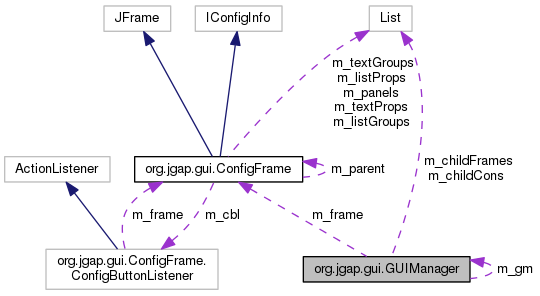 JFrame
IConfigInfo
List
m_textGroups
m_listProps
m_panels
m_textProps
m_listGroups
ActionListener
org.jgap.gui.ConfigFrame
m_parent
m_childFrames
m_childCons
m_frame
m_cbl
m_frame
org.jgap.gui.ConfigFrame.
ConfigButtonListener
org.jgap.gui.GUIManager
m_gm